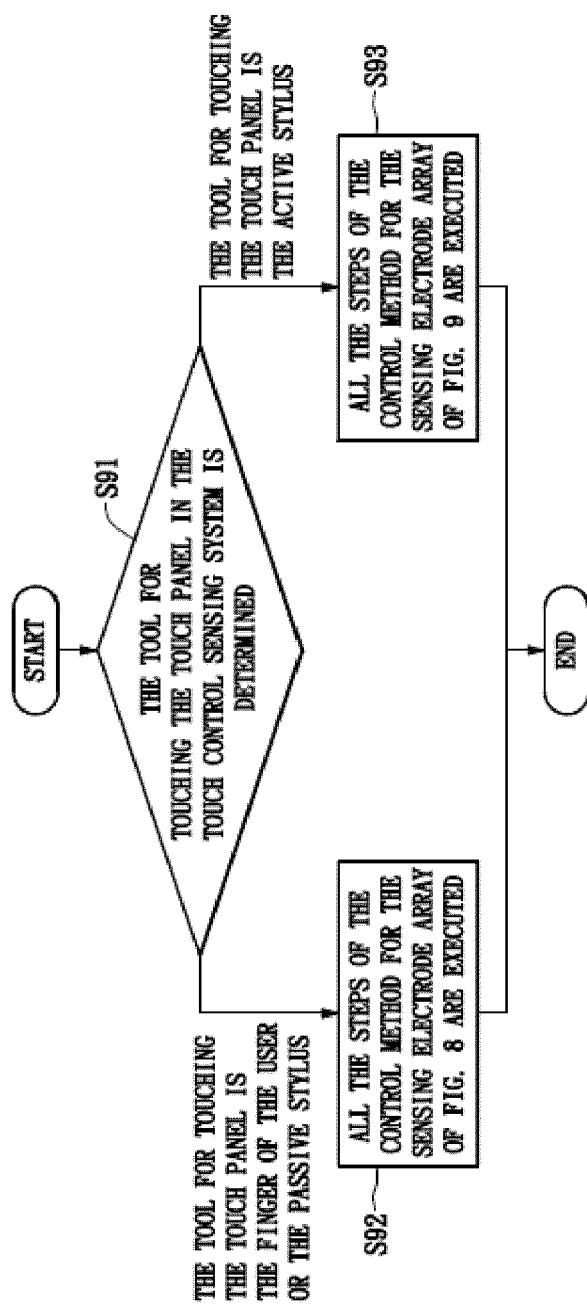 START
THE TOOL FOR
TOUCHING THE TOUCH PANEL IN THE
TOUCH CONTROL SENSING SYSTEM IS
DETERMINED
S91
THE TOOL FOR TOUCHING
THE TOUCH PANEL IS
THE FINGER OF THE USER
OR THE PASSIVE STYLUS
THE TOOL FOR TOUCHING
THE TOUCH PANEL IS
THE ACTIVE STYLUS
S92
ALL THE STEPS OF THE
CONTROL METHOD FOR THE
SENSING ELECTRODE ARRAY
OF FIG. 8 ARE EXECUTED
S93
ALL THE STEPS OF THE
CONTROL METHOD FOR THE
SENSING ELECTRODE ARRAY
OF FIG. 9 ARE EXECUTED
END